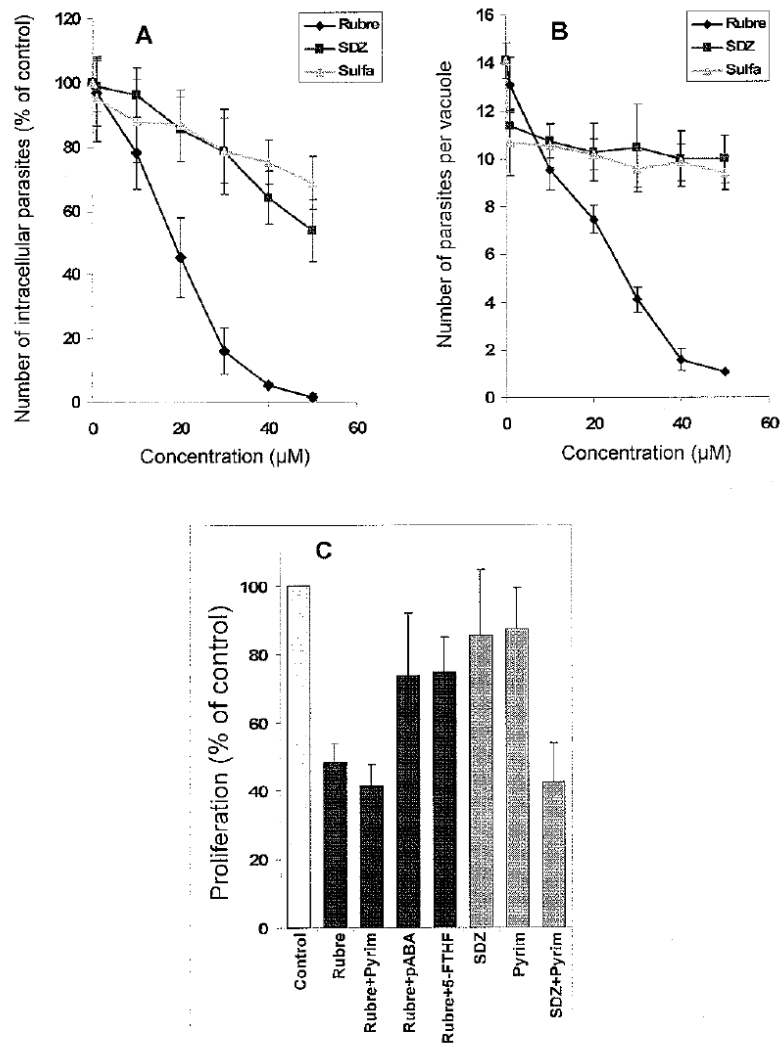 A
Rubre
SDZ
Sulfa
Number of intracellular parasites (% of control)
120
100
80
60
40
20
0
0 20 40 60
Concentration (µM)
B
Rubre
SDZ
Sulfa
Number of parasites per vacuole
16
14
12
10
8
6
4
2
0
0 20 40 60
Concentration (µM)
C
Proliferation (% of control)
100
80
60
40
20
0
Control
Rubre
Rubre+Pyrim
Rubre+pABA
Rubre+5-FTHF
SDZ
Pyrim
SDZ+Pyrim